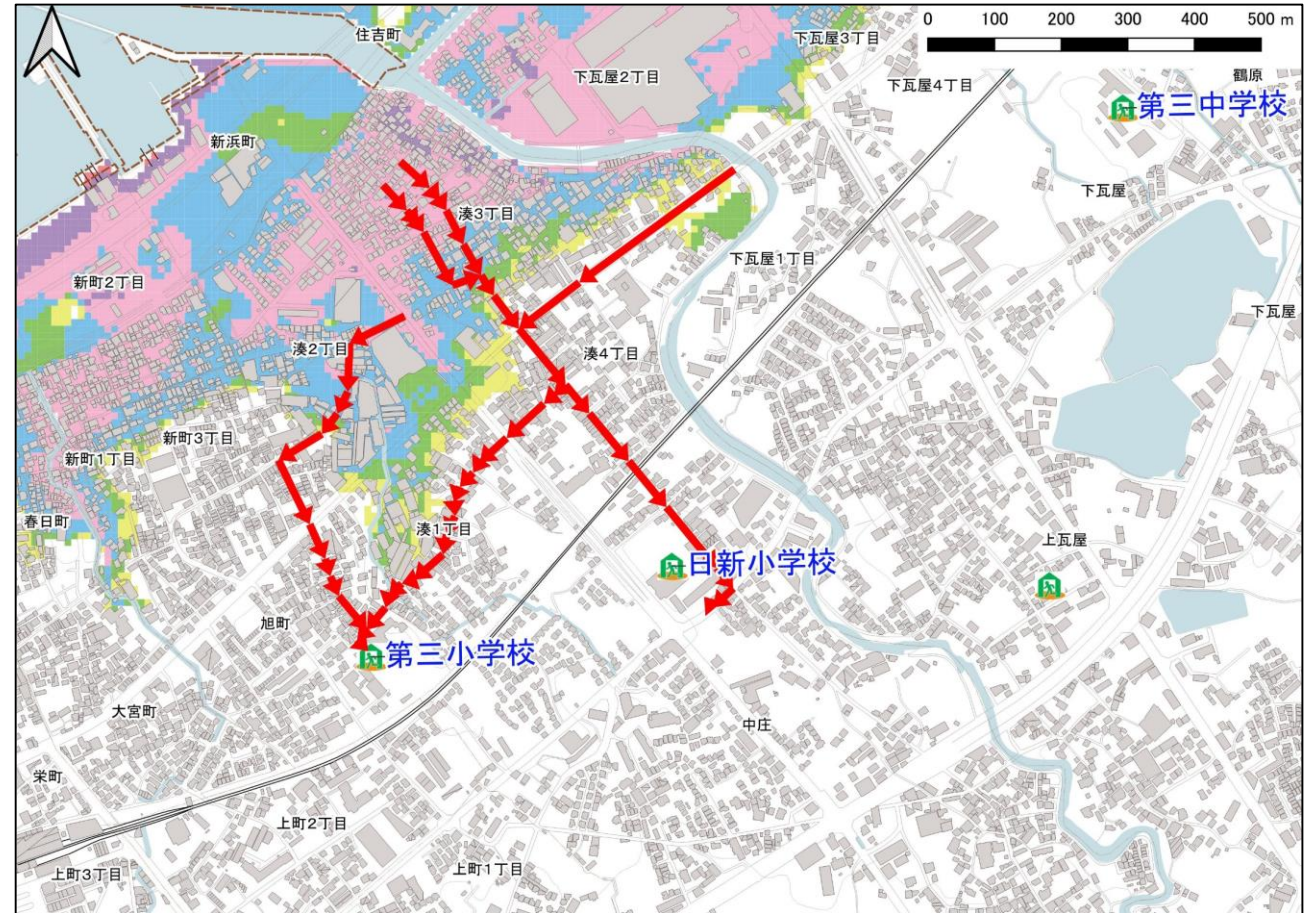 0 100 200 300 400 500 m
住吉町
下瓦屋3丁目
下瓦屋2丁目
下瓦屋4丁目
鶴原
第三中学校
新浜町
下瓦屋
湊3丁目
下瓦屋1丁目
新町2丁目
下瓦屋
湊2丁目
湊4丁目
新町3丁目
新町1丁目
春日町
湊1丁目
上瓦屋
日新小学校
旭町
第三小学校
大宮町
中庄
栄町
上町2丁目
上町3丁目
上町1丁目